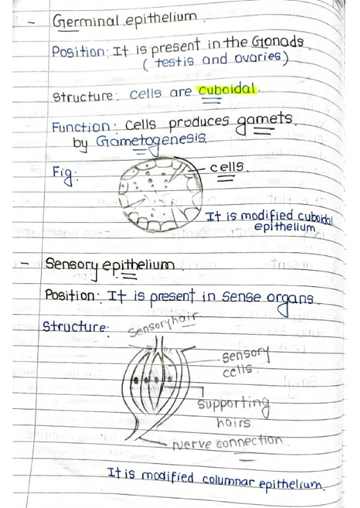 - Germinal epithelium.
Position: It is present in the Gonads.
( testis and ovaries)
Structure: cells are cuboidal.
Function: Cells produces gamets.
by Gametogenesis
Fig:
cells.
It is modified cuboidal
epithelium.
- Sensory epithelium.
Position: It is present in sense organs.
Structure:
Sensory hair
sensory
cells.
supporting
hairs.
Nerve connection.
It is modified columnar epithelium.